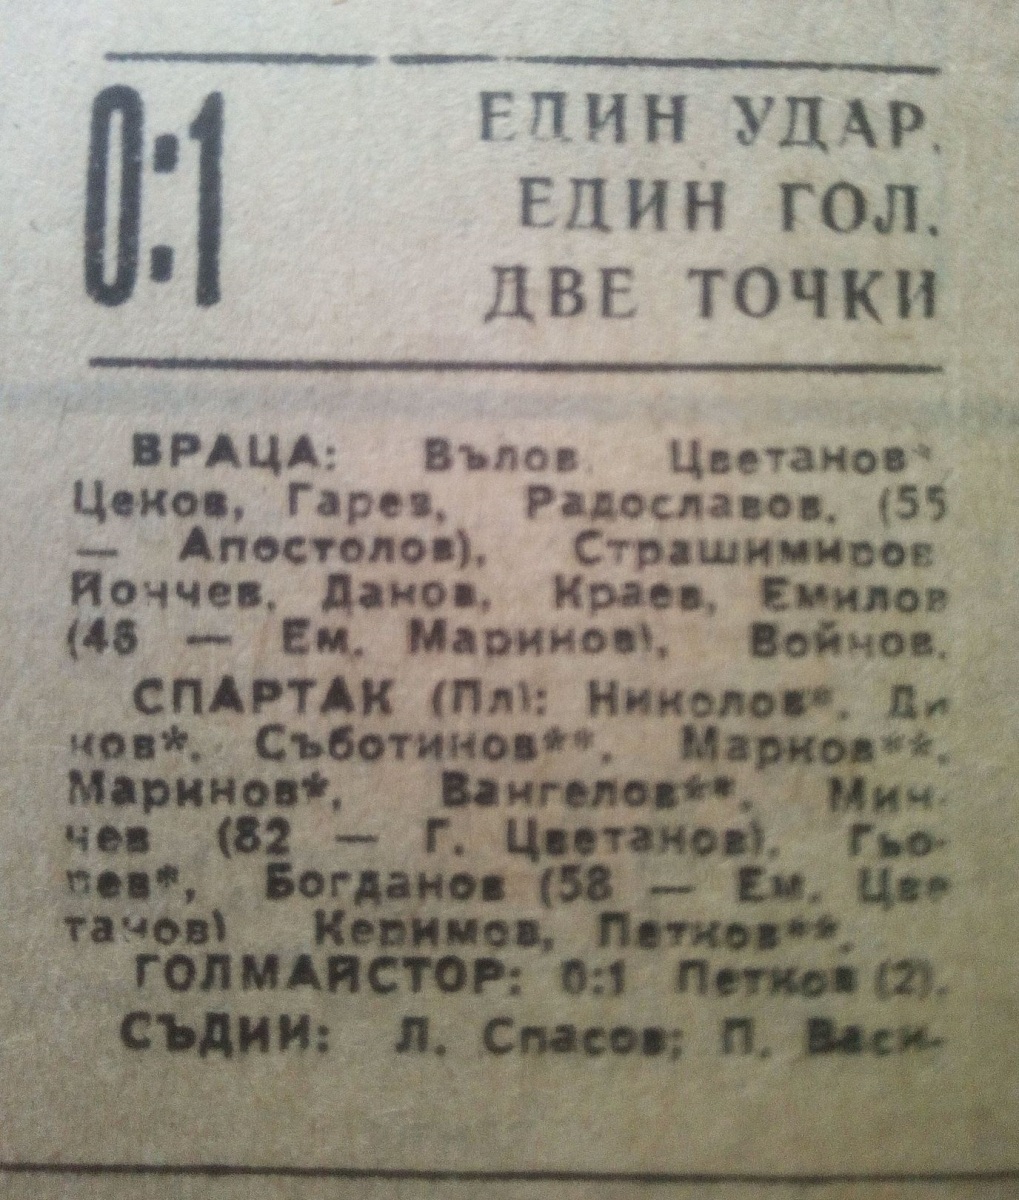 0:1
ЕДИН УДАР,
ЕДИН ГОЛ,
ДВЕ ТОЧКИ
ВРАЦА: Вълов, Цветанов*
Цеков, Гарев, Радославов, (55
— Апостолов), Страшимиров
Йончев, Данов, Краев, Емилов
(46 — Ем. Маринов), Войнов.
СПАРТАК (Пл): Николов*, Ди
ков*, Съботинов**, Марков**,
Маринов*, Вангелов**, Мин-
чев (82 — Г. Цветанов), Гьо-
рев*, Богданов (58 — Ем. Цве
танов) Керимов, Петков**.
ГОЛМАЙСТОР: 0:1 Петков (2).
СЪДИИ: Л. Спасов; П. Васи-